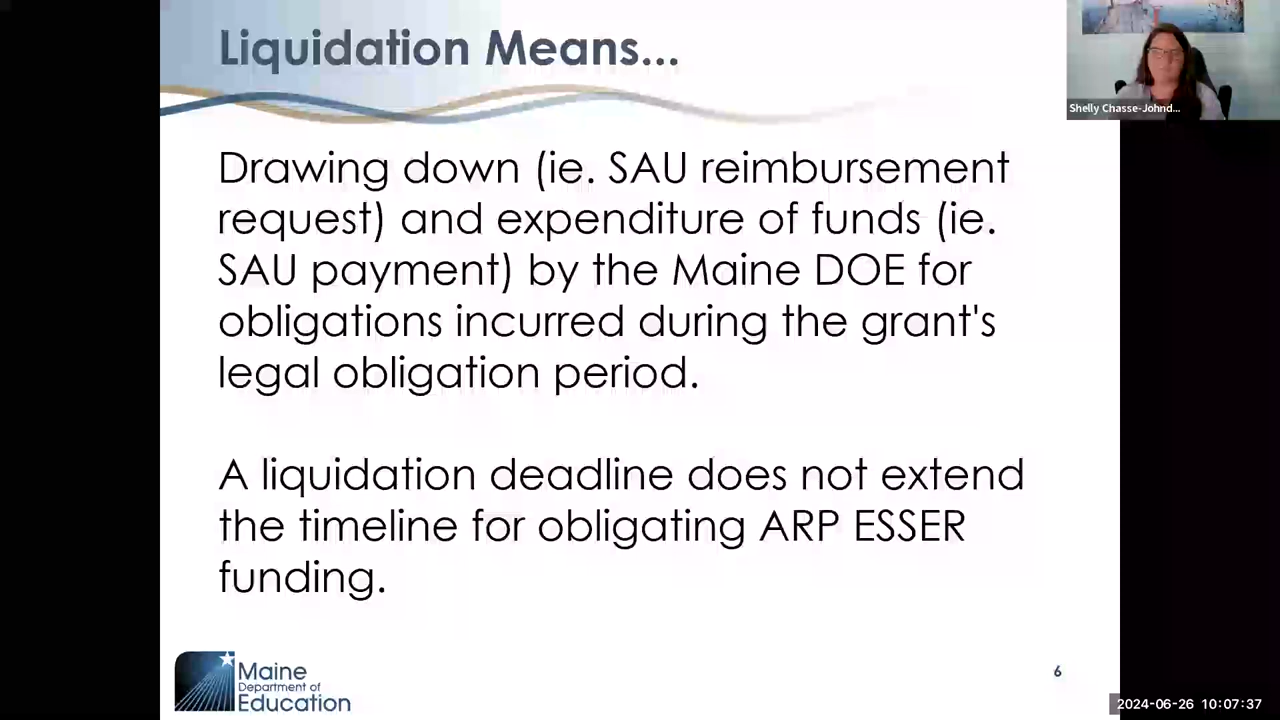 Liquidation Means...
Shelly Chasse-Johnd...
Drawing down (ie. SAU reimbursement
request) and expenditure of funds (ie.
SAU payment) by the Maine DOE for
obligations incurred during the grant's
legal obligation period.
A liquidation deadline does not extend
the timeline for obligating ARP ESSER
funding.
Maine
Department of
Education
6
2024-06-26 10:07:37